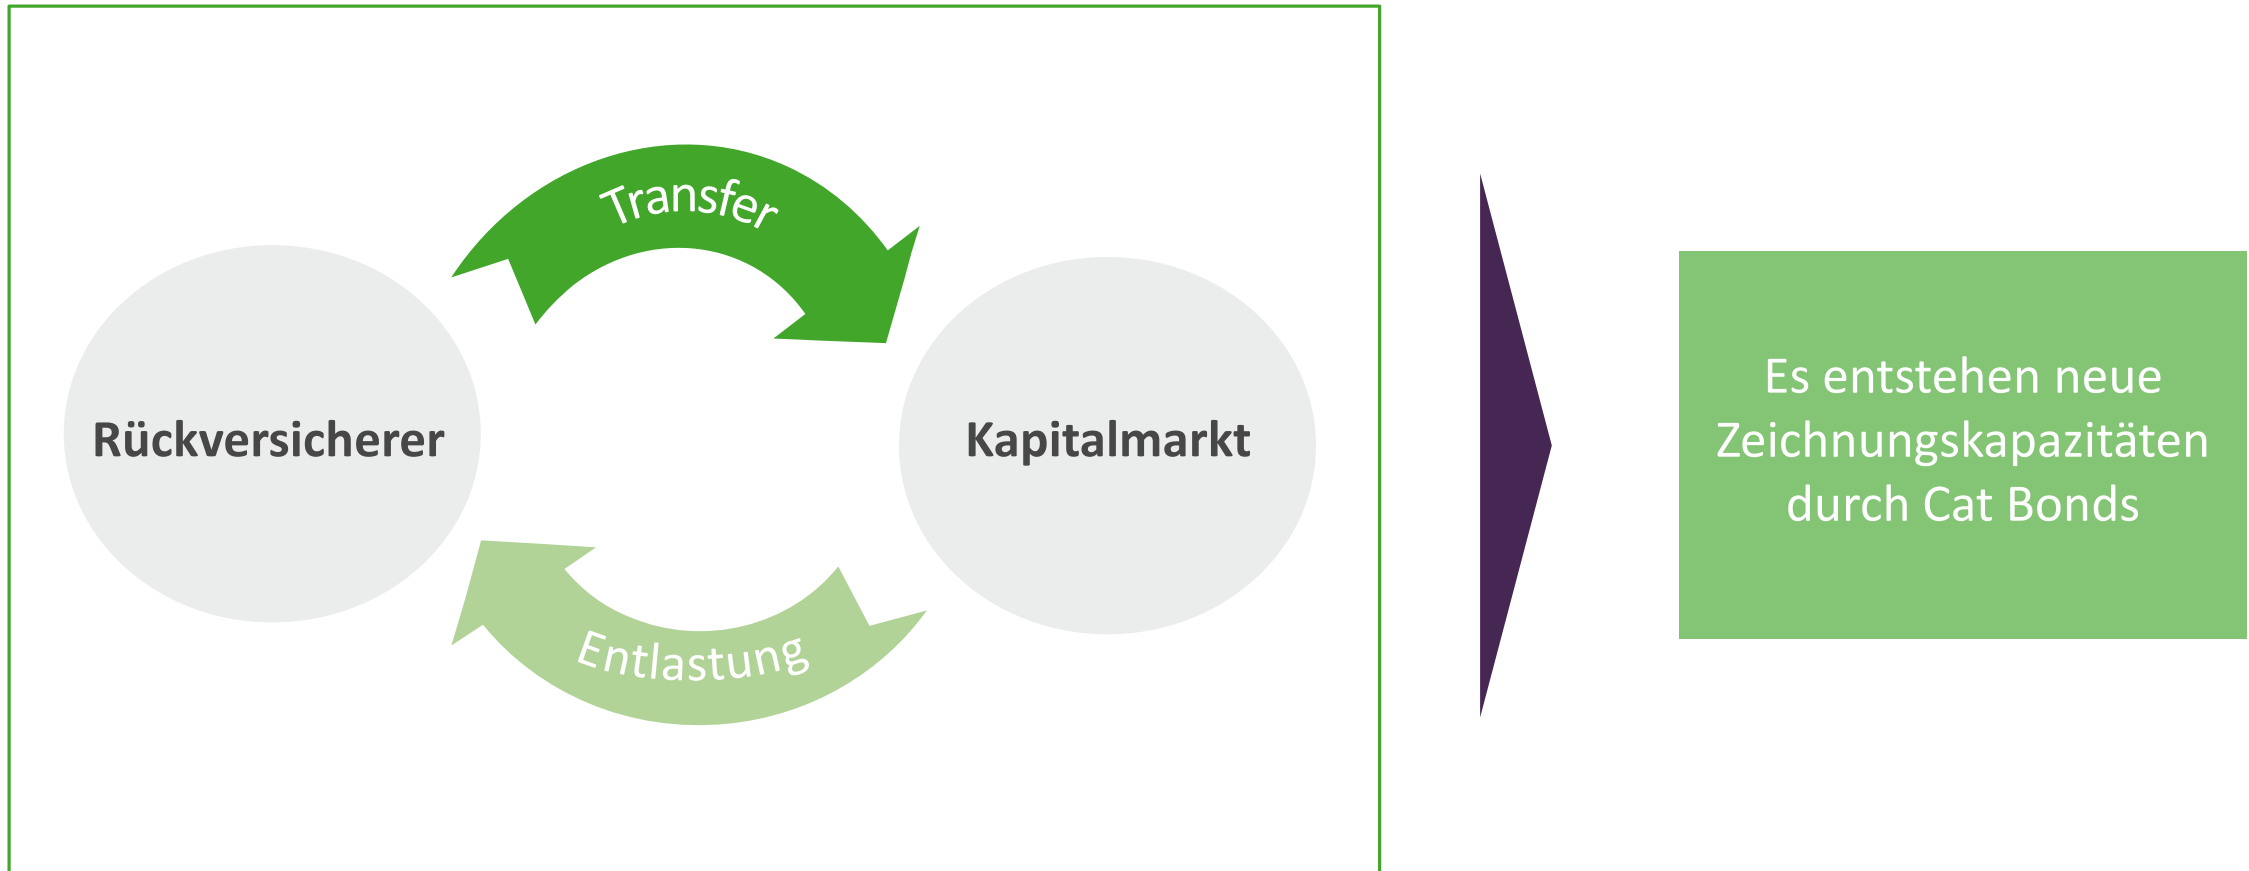 Transfer
Rückversicherer
Kapitalmarkt
Entlastung
Es entstehen neue
Zeichnungskapazitäten
durch Cat Bonds